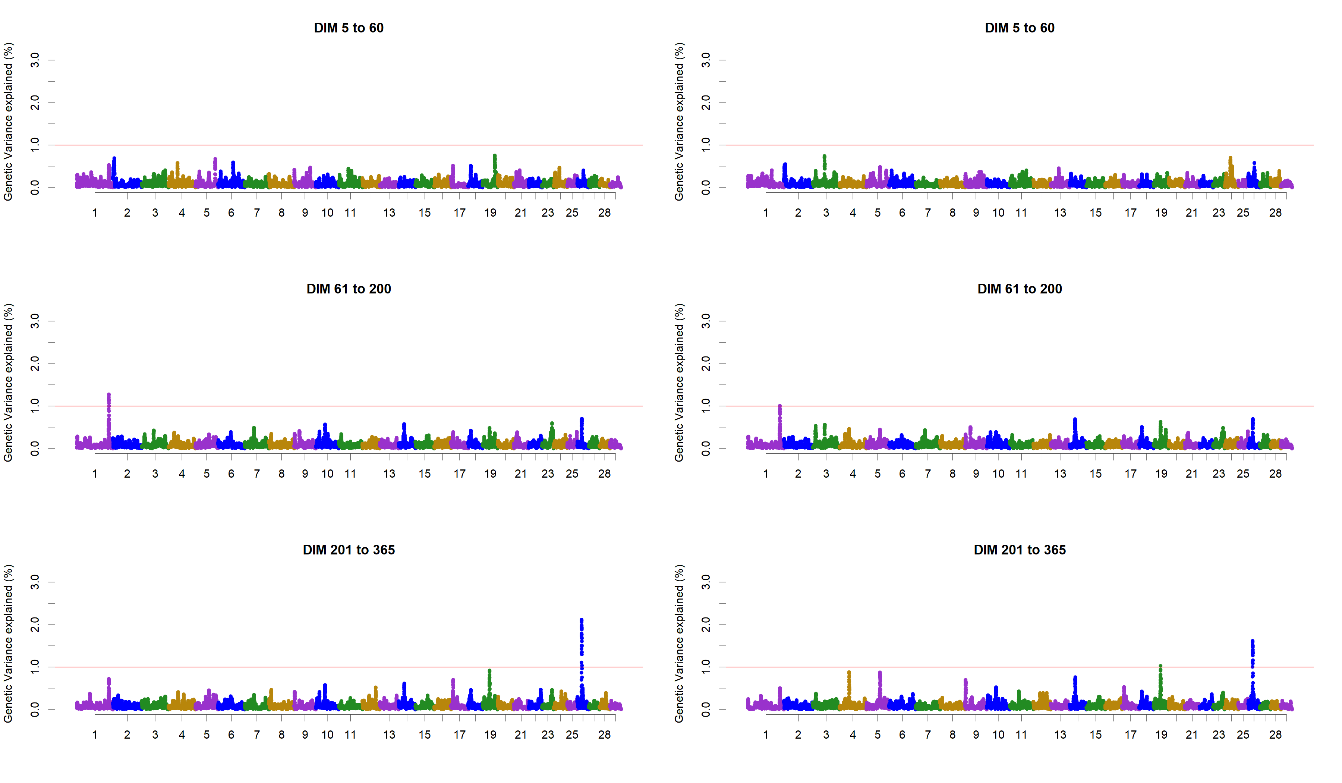 DIM 5 to 60
Genetic Variance explained (%)
3.0
2.0
1.0
0.0
1 2 3 4 5 6 7 8 9 10 11 13 15 17 19 21 23 25 28
DIM 5 to 60
Genetic Variance explained (%)
3.0
2.0
1.0
0.0
1 2 3 4 5 6 7 8 9 10 11 13 15 17 19 21 23 25 28
DIM 61 to 200
Genetic Variance explained (%)
3.0
2.0
1.0
0.0
1 2 3 4 5 6 7 8 9 10 11 15 17 19 21 23 25 28
DIM 61 to 200
Genetic Variance explained (%)
3.0
2.0
1.0
0.0
1 2 3 4 5 6 7 8 9 10 11 13 15 17 19 21 23 25 28
DIM 201 to 365
Genetic Variance explained (%)
3.0
2.0
1.0
0.0
1 2 3 4 5 6 7 8 9 10 11 15 17 19 21 23 25 28
DIM 201 to 365
Genetic Variance explained (%)
3.0
2.0
1.0
0.0
1 2 3 4 5 6 7 8 9 10 11 13 15 17 19 21 23 25 28